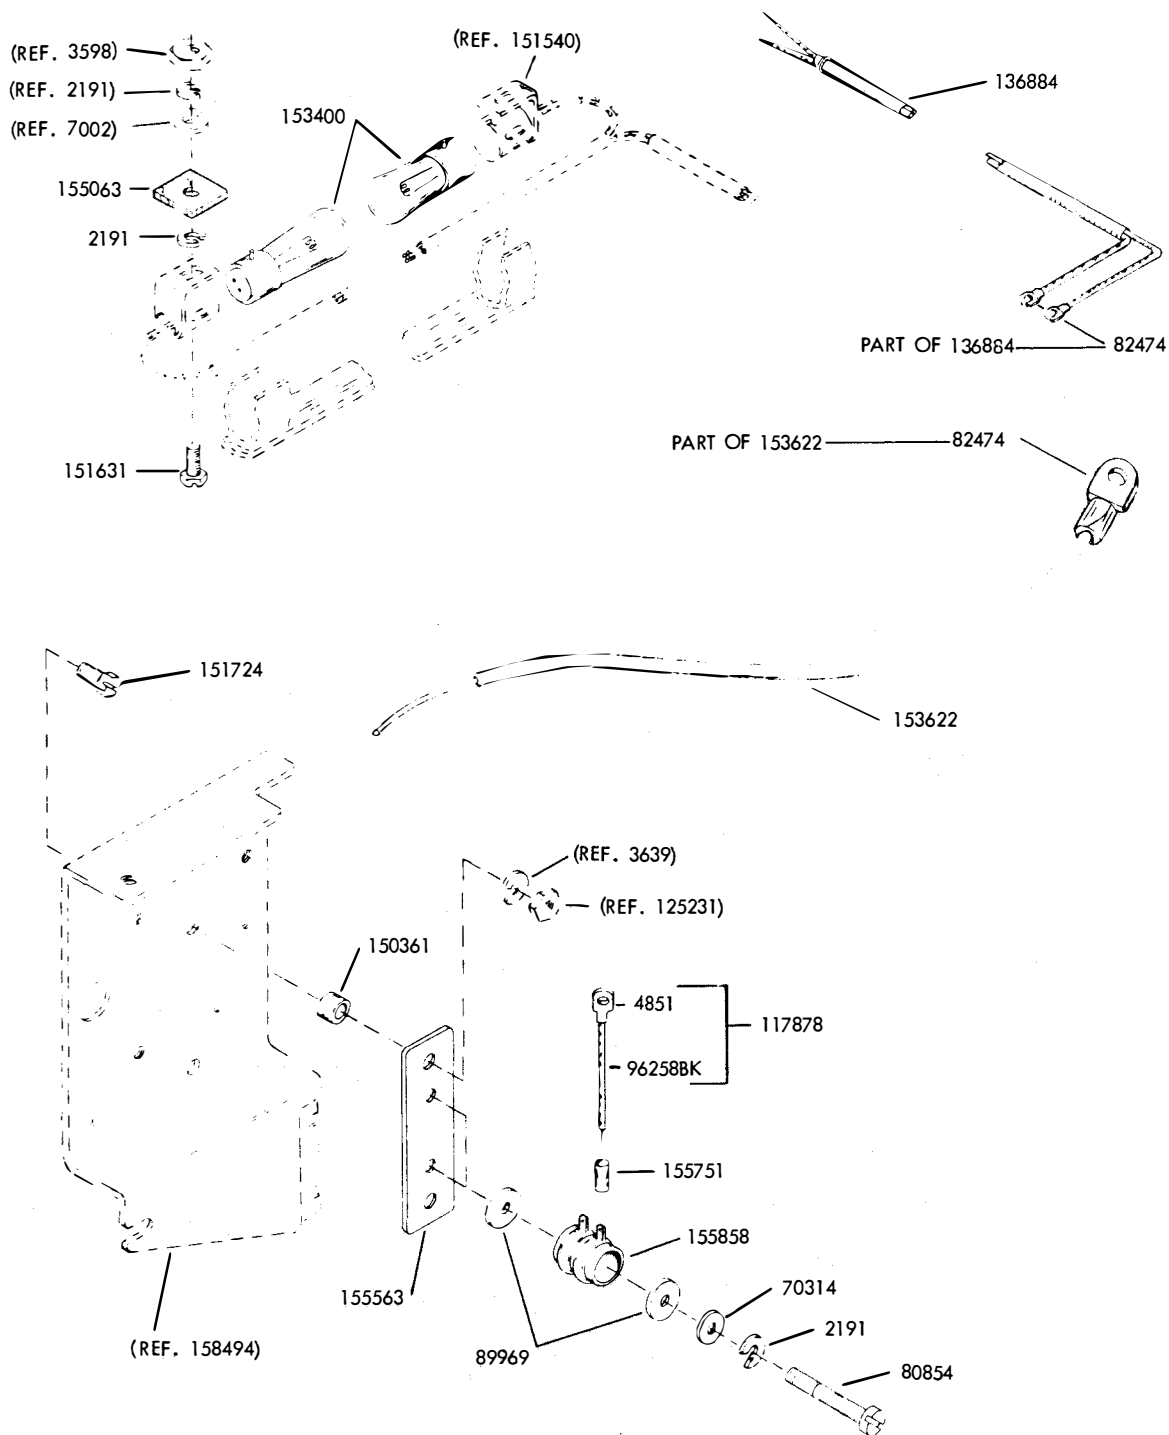 (REF. 3598)
(REF. 151540)
(REF. 2191)
136884
153400
(REF. 7002)
155063
2191
PART OF 136884
82474
PART OF 153622
82474
151631
151724
153622
(REF. 3639)
(REF. 125231)
150361
4851
117878
96258BK
155751
155858
155563
70314
(REF. 158494)
2191
89969
80854